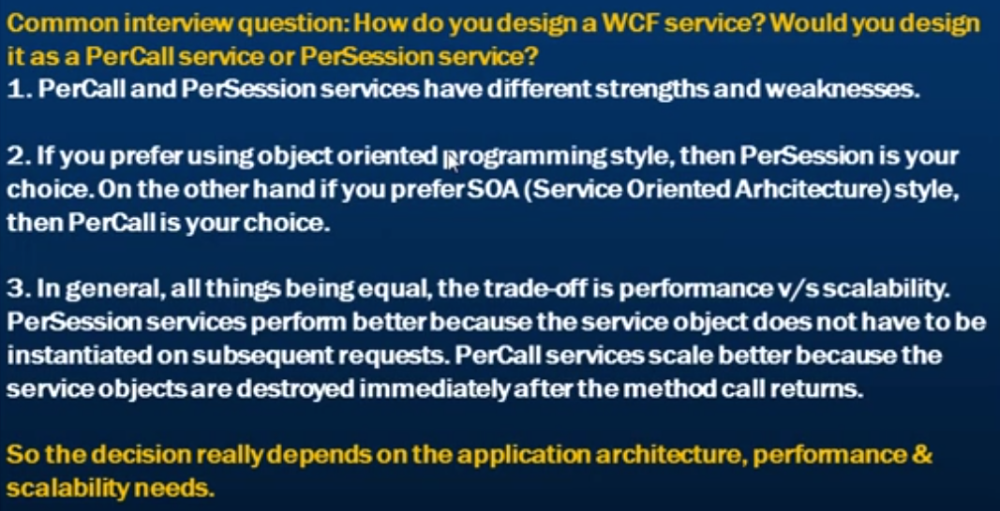 Common interview question: How do you design a WCF service? Would you design
it as a PerCall service or PerSession service?
1. PerCall and PerSession services have different strengths and weaknesses.
2. If you prefer using object oriented programming style, then PerSession is your
choice. On the other hand if you prefer SOA (Service Oriented Arhcitecture) style,
then PerCall is your choice.
3. In general, all things being equal, the trade-off is performance v/s scalability.
PerSession services perform better because the service object does not have to be
instantiated on subsequent requests. PerCall services scale better because the
service objects are destroyed immediately after the method call returns.
So the decision really depends on the application architecture, performance &
scalability needs.